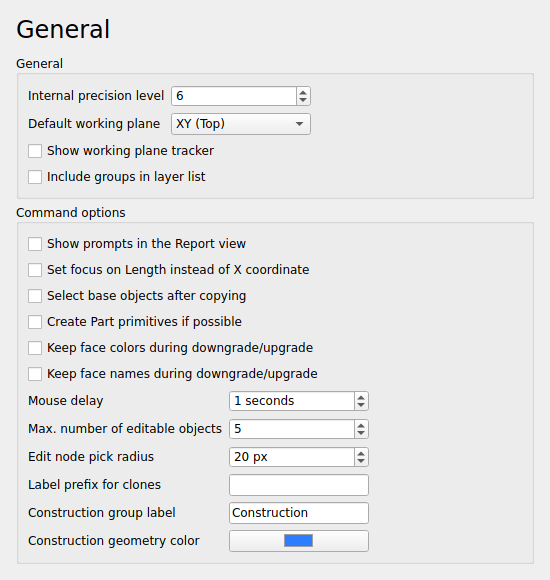 General
General
Internal precision level 6
Default working plane XY (Top)
Show working plane tracker
Include groups in layer list
Command options
Show prompts in the Report view
Set focus on Length instead of X coordinate
Select base objects after copying
Create Part primitives if possible
Keep face colors during downgrade/upgrade
Keep face names during downgrade/upgrade
Mouse delay 1 seconds
Max. number of editable objects 5
Edit node pick radius 20 px
Label prefix for clones
Construction group label Construction
Construction geometry color